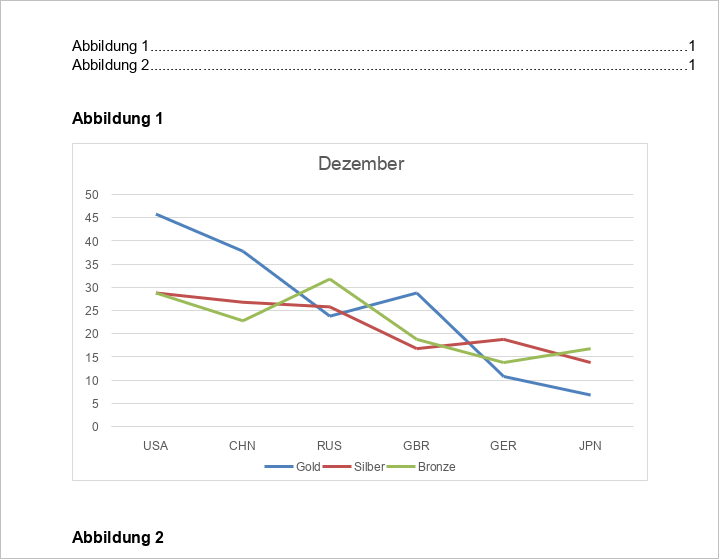 Abbildung 1........................................................................................................................1
Abbildung 2........................................................................................................................1
Abbildung 1
Dezember
50
45
40
35
30
25
20
15
10
5
0
USA CHN RUS GBR GER JPN
Gold Silber Bronze
Abbildung 2